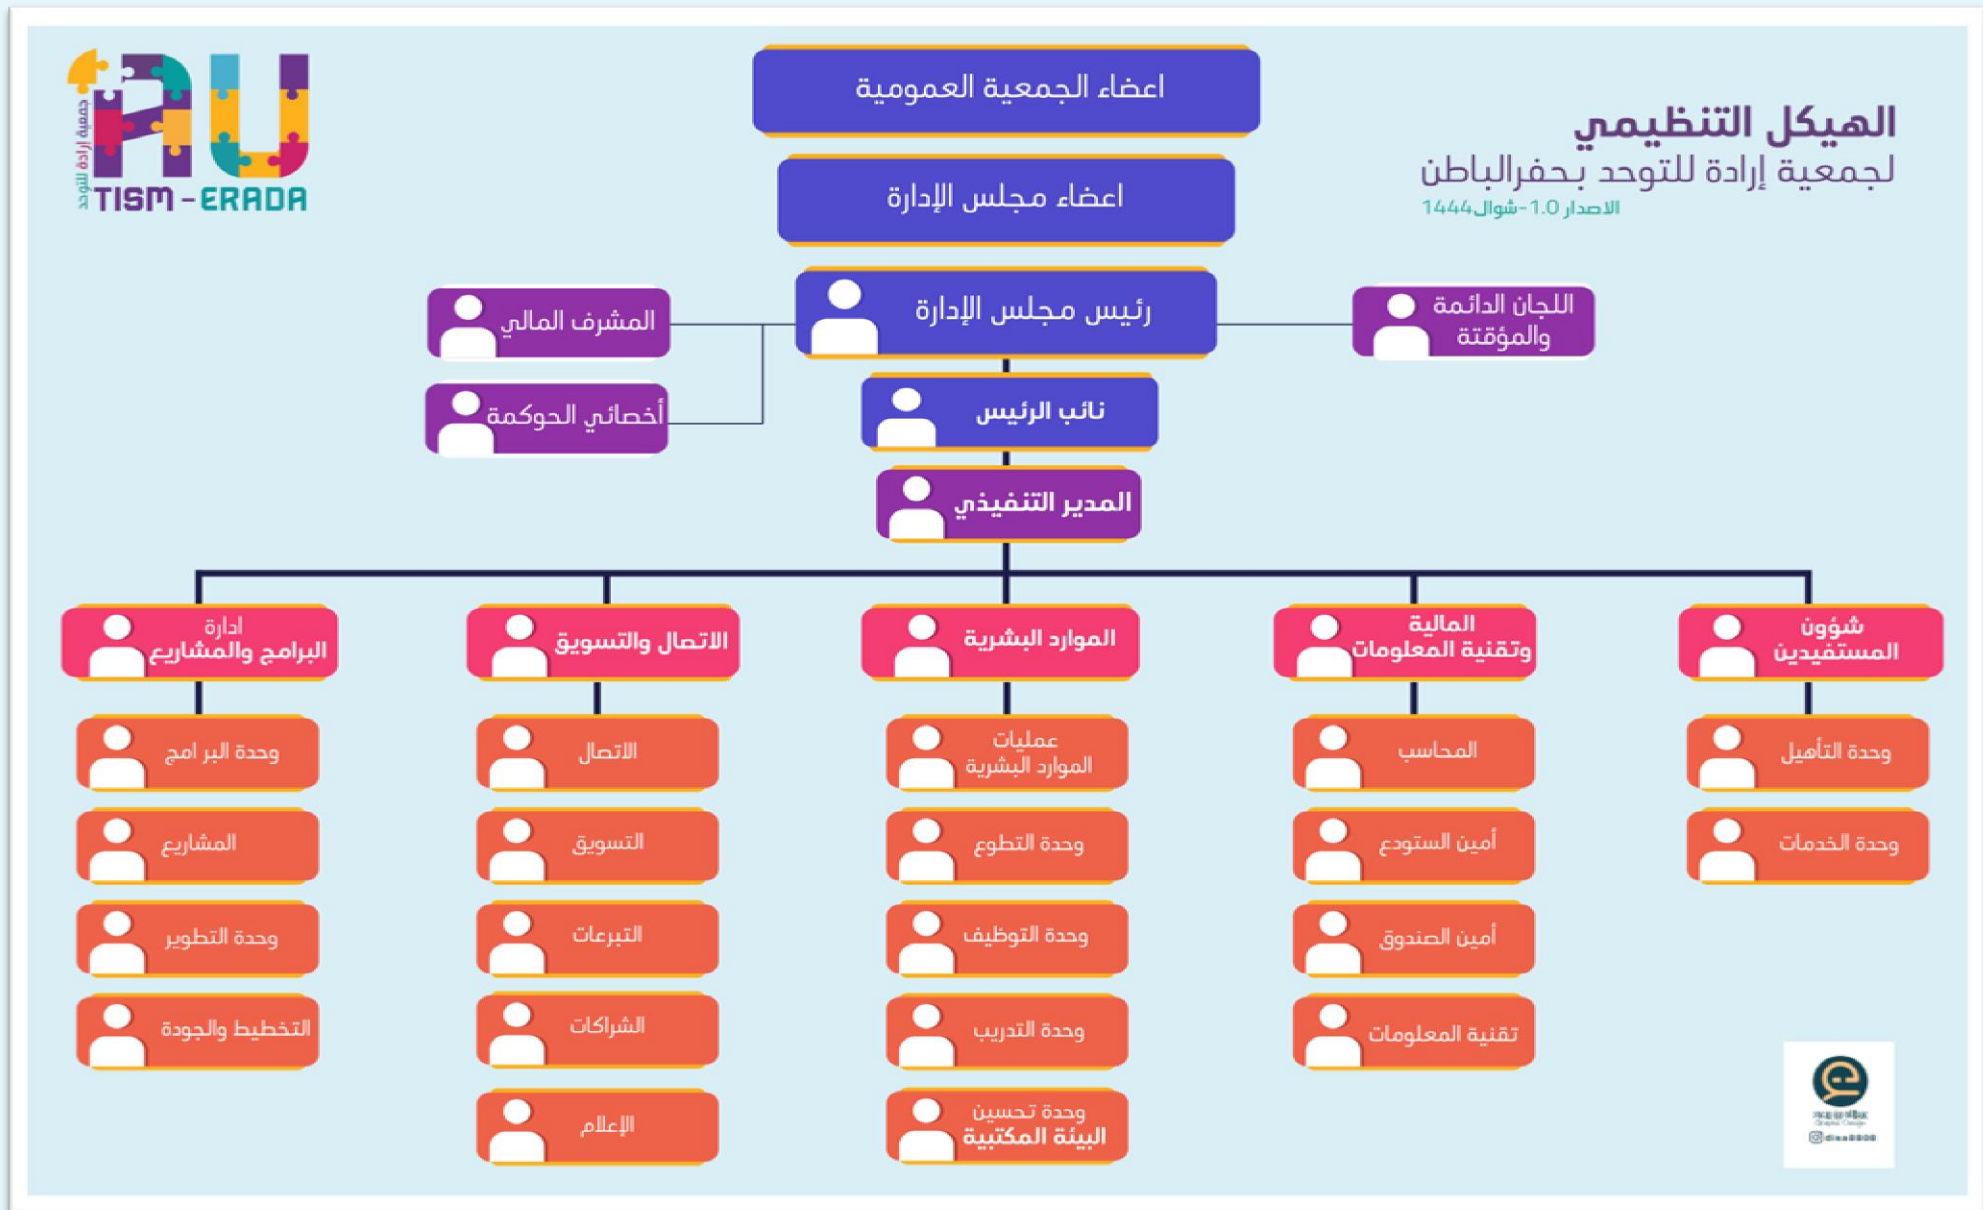 الهيكل التنظيمي
لجمعية إرادة للتوحد بحفرالباطن
الاصدار 1.0-شوال1444
AU
TISM - ERADA
جمعية إرادة للتوحد
اعضاء الجمعية العمومية
اعضاء مجلس الإدارة
رئيس مجلس الإدارة
اللجان الدائمة
والمؤقتة
المشرف المالي
أخصائي الحوكمة
نائب الرئيس
المدير التنفيذي
شؤون
المستفيدين
وحدة التأهيل
وحدة الخدمات
المالية
وتقنية المعلومات
المحاسب
أمين الستودع
أمين الصندوق
تقنية المعلومات
الموارد البشرية
عمليات
الموارد البشرية
وحدة التطوع
وحدة التوظيف
وحدة التدريب
وحدة تحسين
البيئة المكتبية
الاتصال والتسويق
الاتصال
التسويق
التبرعات
الشراكات
الإعلام
ادارة
البرامج والمشاريع
وحدة البر امج
المشاريع
وحدة التطوير
التخطيط والجودة